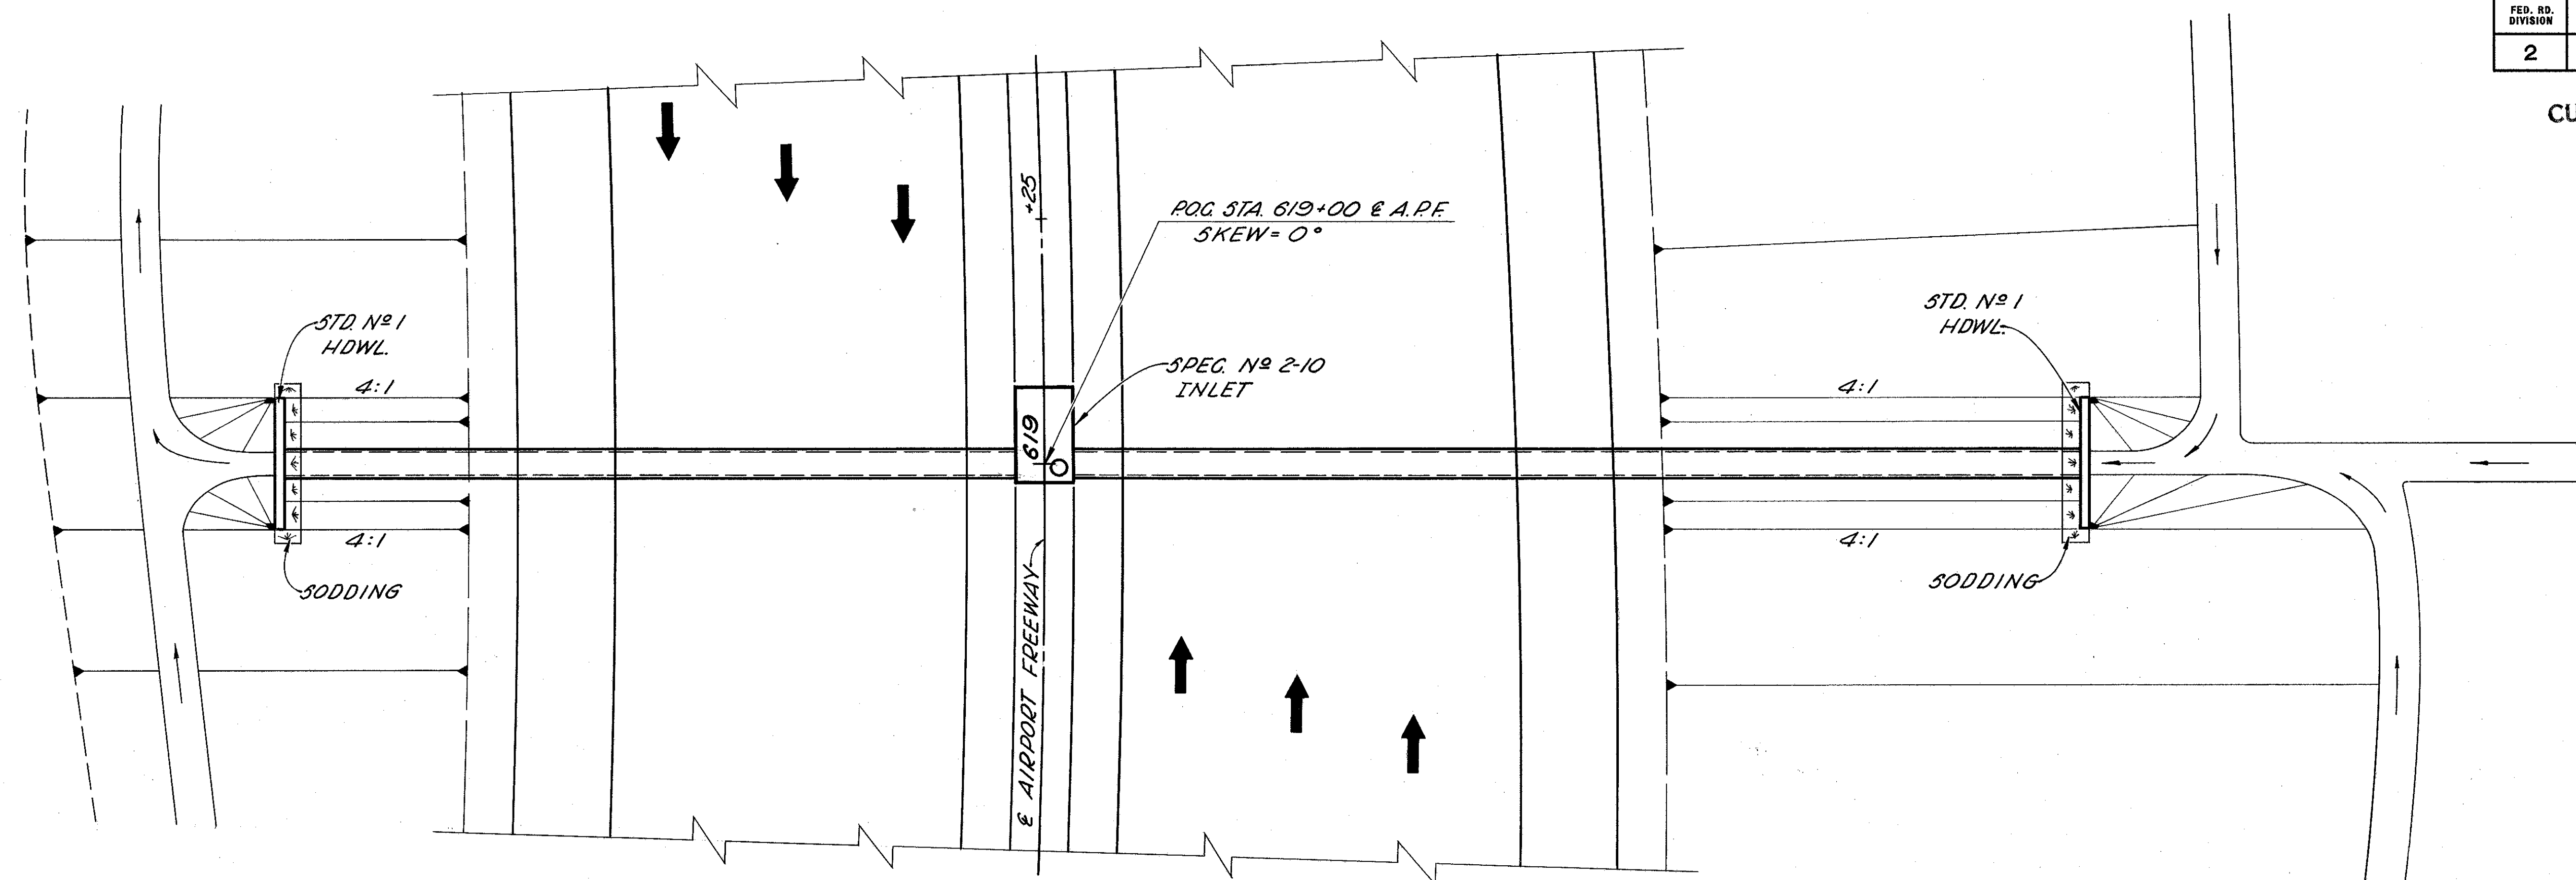 FED. RD.
DIVISION
2
CU
+25
P.O.C. STA. 619+00 ℄ A.P.F.
SKEW = 0°
STD. Nº 1
HDWL.
STD. Nº 1
HDWL.
SPEC. Nº 2-10
INLET
4:1
4:1
619
4:1
4:1
SODDING
SODDING
℄ AIRPORT FREEWAY